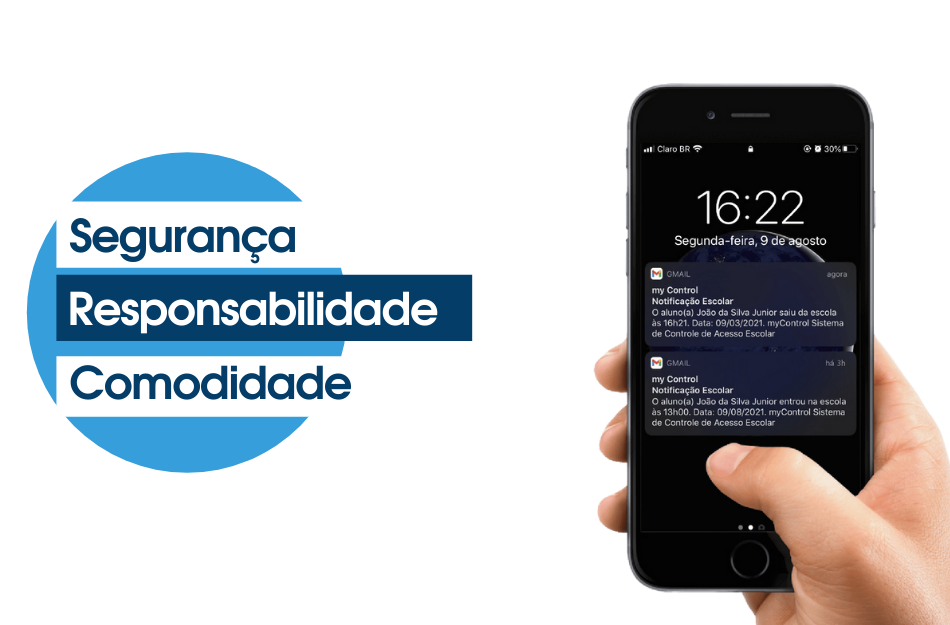 Segurança
Responsabilidade
Comodidade
Claro BR
30%
16:22
Segunda-feira, 9 de agosto
GMAIL
agora
my Control
Notificação Escolar
O aluno(a) João da Silva Junior saiu da escola
às 16h21. Data: 09/03/2021. myControl Sistema
de Controle de Acesso Escolar
GMAIL
há 3h
my Control
Notificação Escolar
O aluno(a) João da Silva Junior entrou na escola
às 13h00. Data: 09/08/2021. myControl Sistema
de Controle de Acesso Escolar